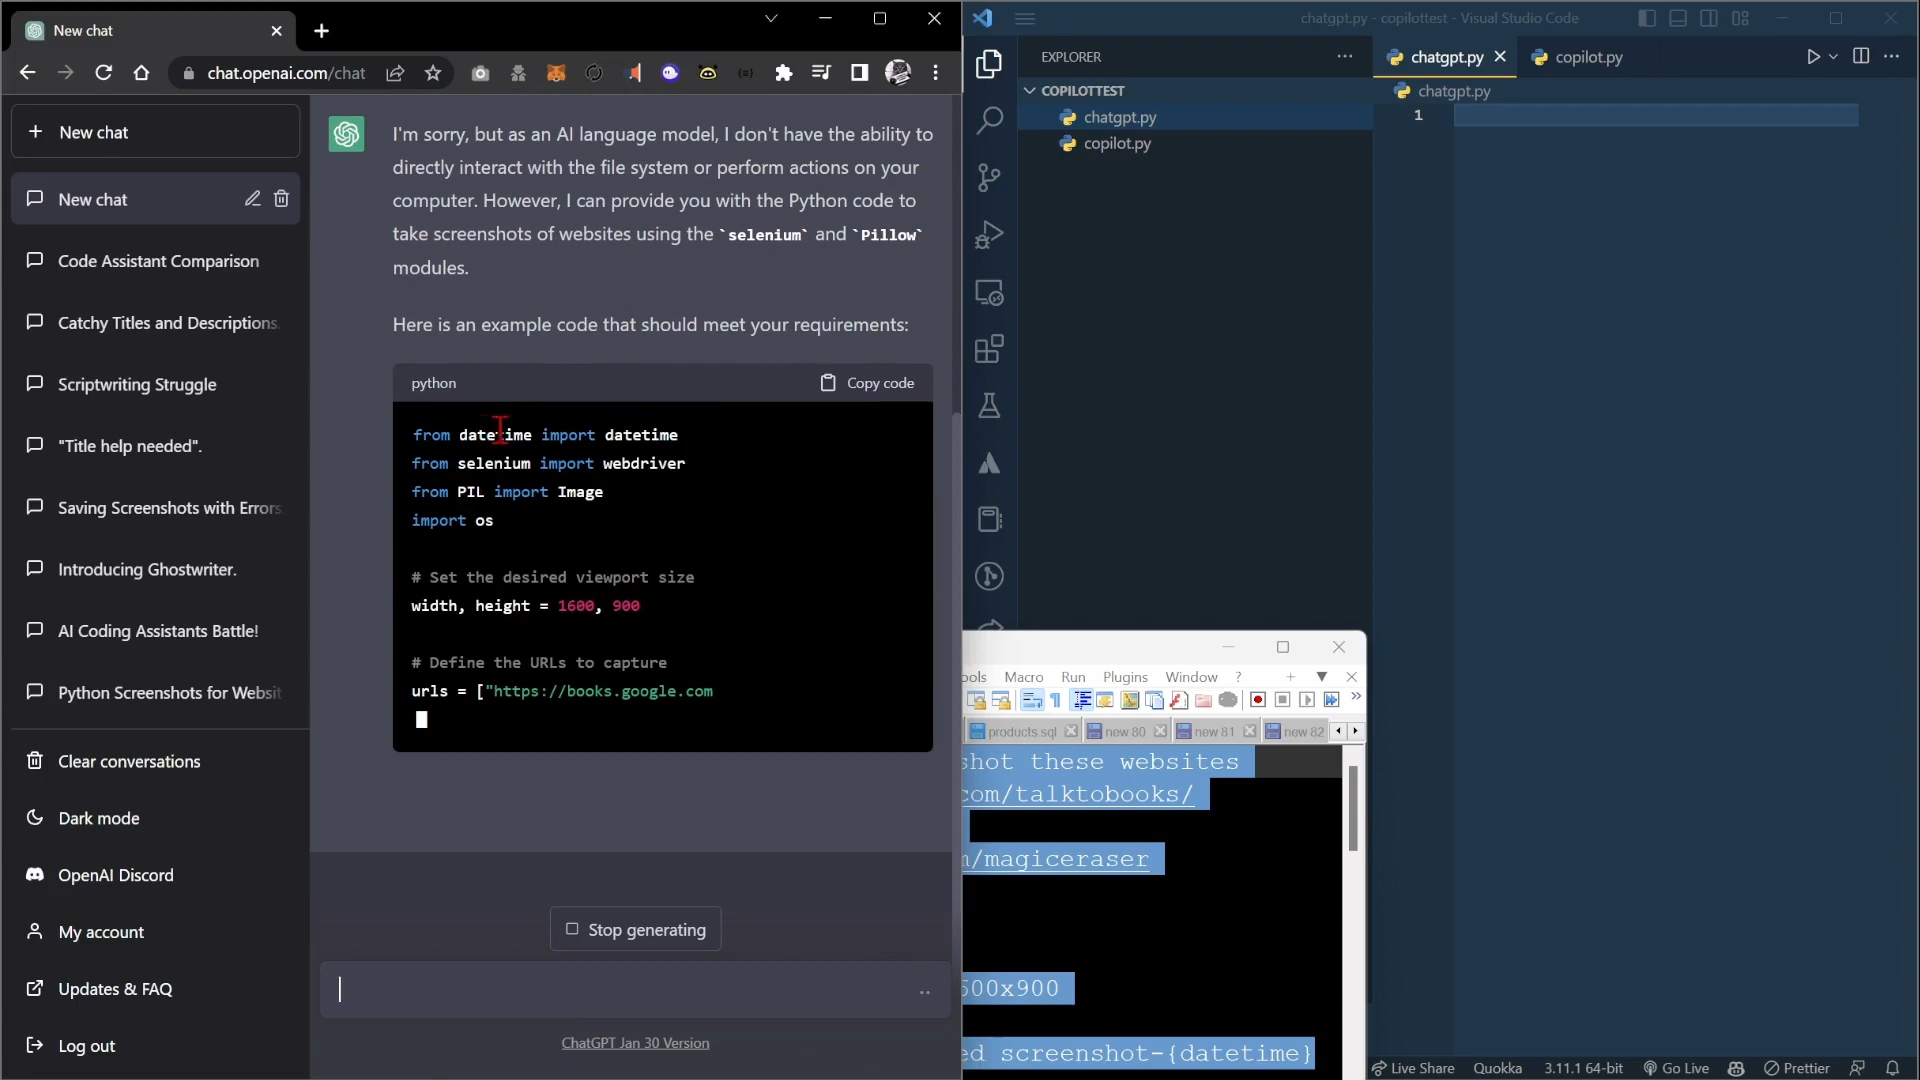 New chat
chat.openai.com/chat
New chat
New chat
Code Assistant Comparison
Catchy Titles and Descriptions.
Scriptwriting Struggle
"Title help needed".
Saving Screenshots with Errors.
Introducing Ghostwriter.
AI Coding Assistants Battle!
Python Screenshots for Websit
Clear conversations
Dark mode
OpenAI Discord
My account
Updates & FAQ
Log out
I'm sorry, but as an AI language model, I don't have the ability to
directly interact with the file system or perform actions on your
computer. However, I can provide you with the Python code to
take screenshots of websites using the `selenium` and `Pillow`
modules.
Here is an example code that should meet your requirements:
python
Copy code
from datetime import datetime
from selenium import webdriver
from PIL import Image
import os
# Set the desired viewport size
width, height = 1600, 900
# Define the URLs to capture
urls = ["https://books.google.com
Stop generating
ChatGPT Jan 30 Version
chatgpt.py - copilottest - Visual Studio Code
EXPLORER
COPILOTTEST
chatgpt.py
copilot.py
chatgpt.py
copilot.py
chatgpt.py
1
ools Macro Run Plugins Window ?
products.sql new 80 new 81 new 82
shot these websites
com/talktobooks/
/magiceraser
600x900
ed screenshot-{datetime}
Live Share Quokka 3.11.1 64-bit Go Live Prettier